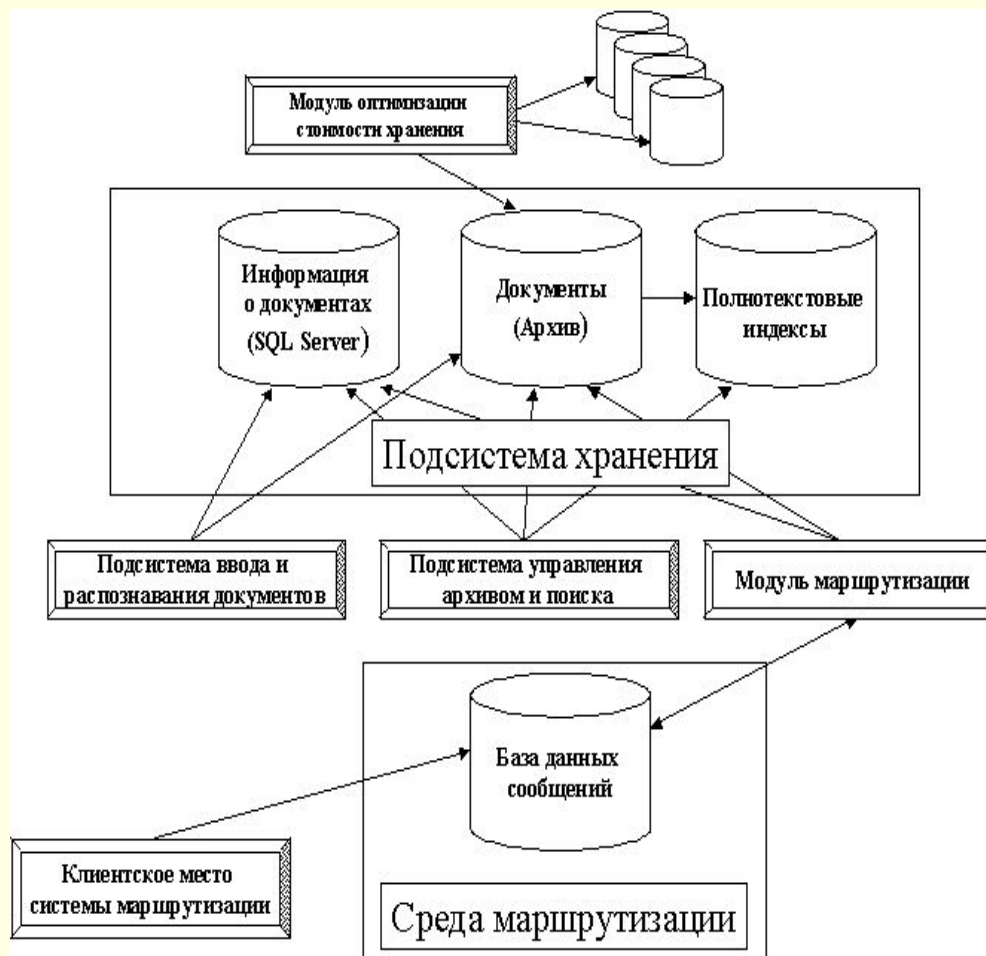 Модуль оптимизации
стоимости хранения
Информация
о документах
(SQL Server)
Документы
(Архив)
Полнотекстовые
индексы
Подсистема хранения
Подсистема ввода и
распознавания документов
Подсистема управления
архивом и поиска
Модуль маршрутизации
База данных
сообщений
Клиентское место
системы маршрутизации
Среда маршрутизации